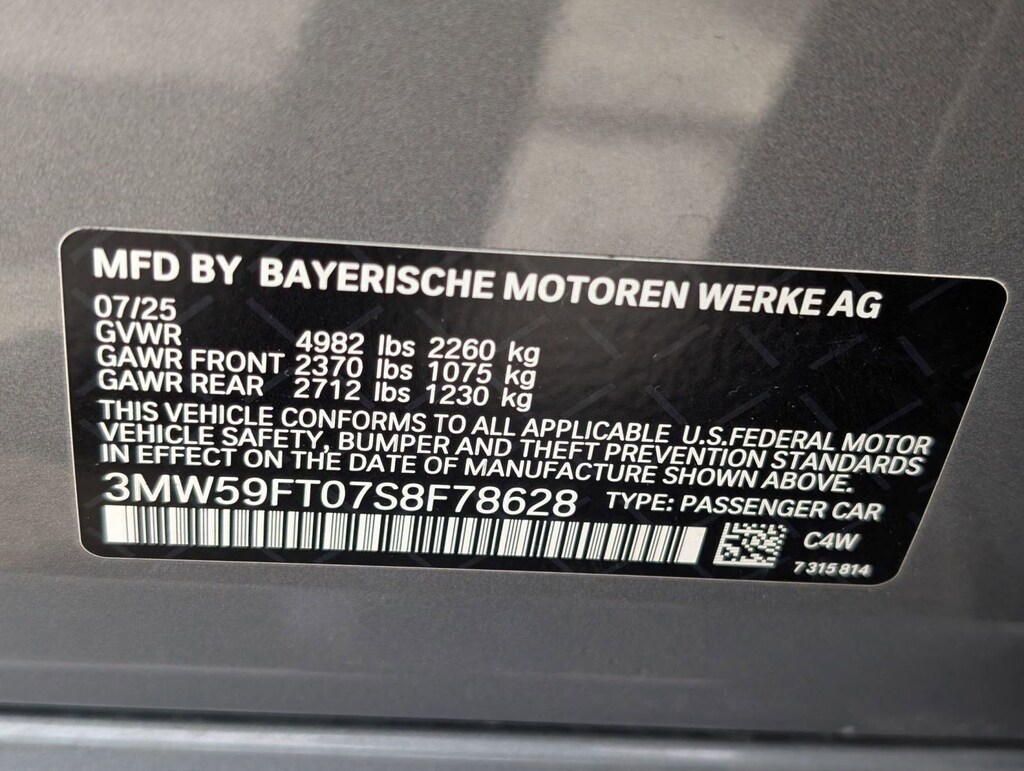 MFD BY BAYERISCHE MOTOREN WERKE AG
07/25
GVWR 4982 lbs 2260 kg
GAWR FRONT 2370 lbs 1075 kg
GAWR REAR 2712 lbs 1230 kg
THIS VEHICLE CONFORMS TO ALL APPLICABLE U.S.FEDERAL MOTOR
VEHICLE SAFETY, BUMPER AND THEFT PREVENTION STANDARDS
IN EFFECT ON THE DATE OF MANUFACTURE SHOWN ABOVE.
3MW59FT07S8F78628 TYPE: PASSENGER CAR
C4W
7 315 814